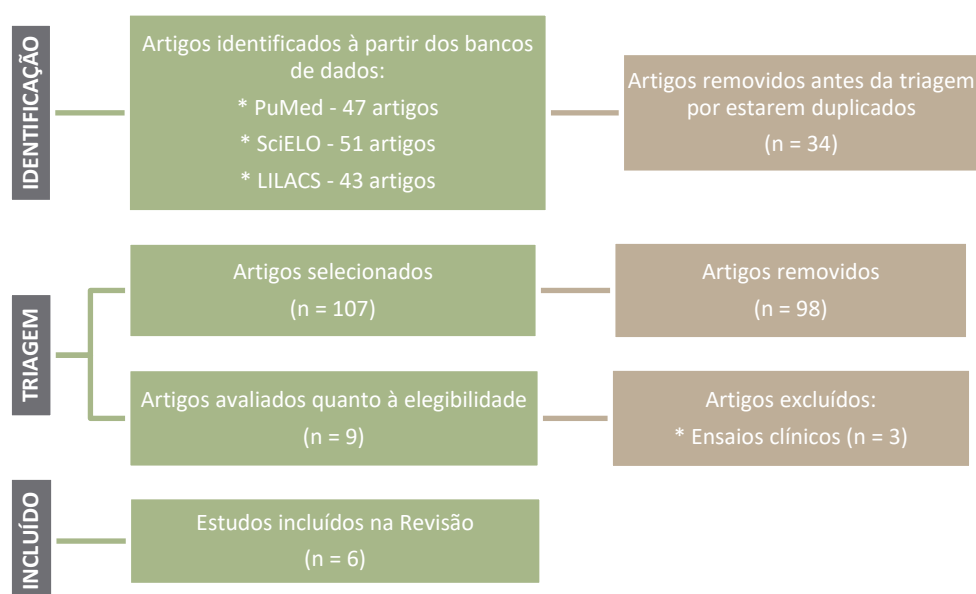 IDENTIFICAÇÃO
Artigos identificados à partir dos bancos
de dados:
* PuMed - 47 artigos
* SciELO - 51 artigos
* LILACS - 43 artigos
Artigos removidos antes da triagem
por estarem duplicados
(n = 34)
TRIAGEM
Artigos selecionados
(n = 107)
Artigos removidos
(n = 98)
Artigos avaliados quanto à elegibilidade
(n = 9)
Artigos excluídos:
* Ensaios clínicos (n = 3)
INCLUÍDO
Estudos incluídos na Revisão
(n = 6)